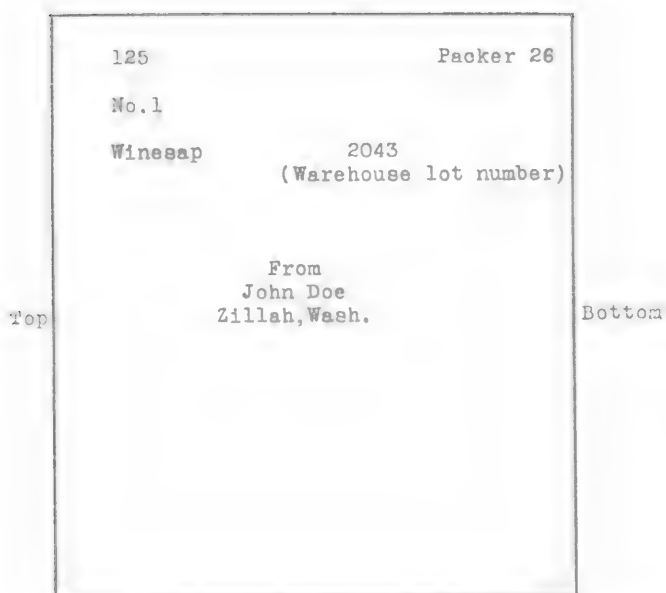 125 Packer 26
No.1
Winesap 2043
(Warehouse lot number)
From
John Doe
Top Zillah,Wash. Bottom